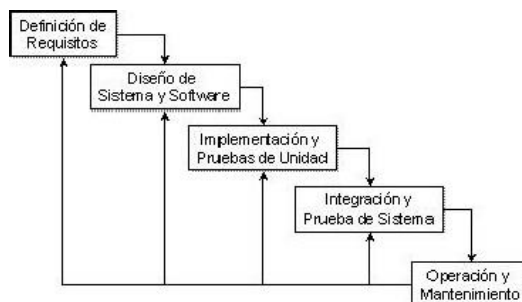 Definición de
Requisitos
Diseño de
Sistema y Software
Implementación y
Pruebas de Unidad
Integración y
Prueba de Sistema
Operación y
Mantenimiento